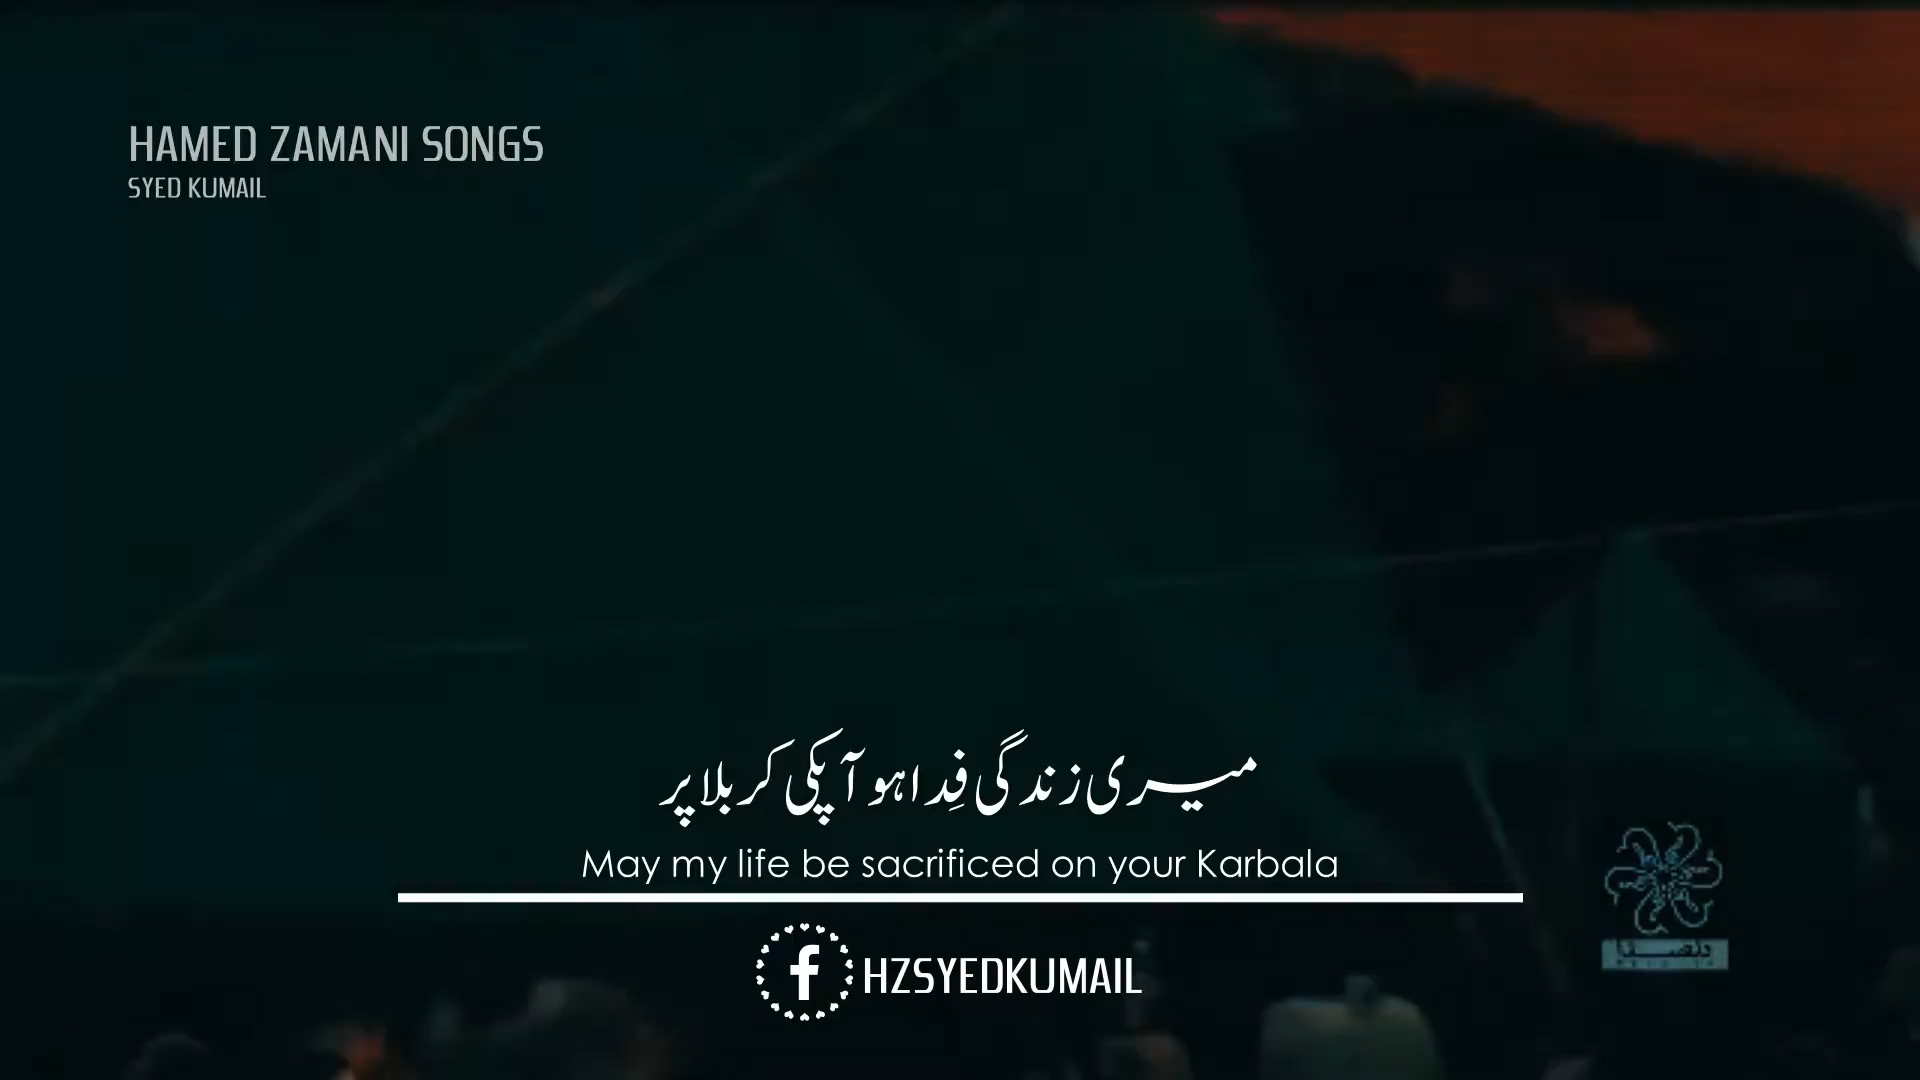 HAMED ZAMANI SONGS
SYED KUMAIL
میری زندگی فِدا ہو آپکی کربلا پر
May my life be sacrificed on your Karbala
f HZSYEDKUMAIL